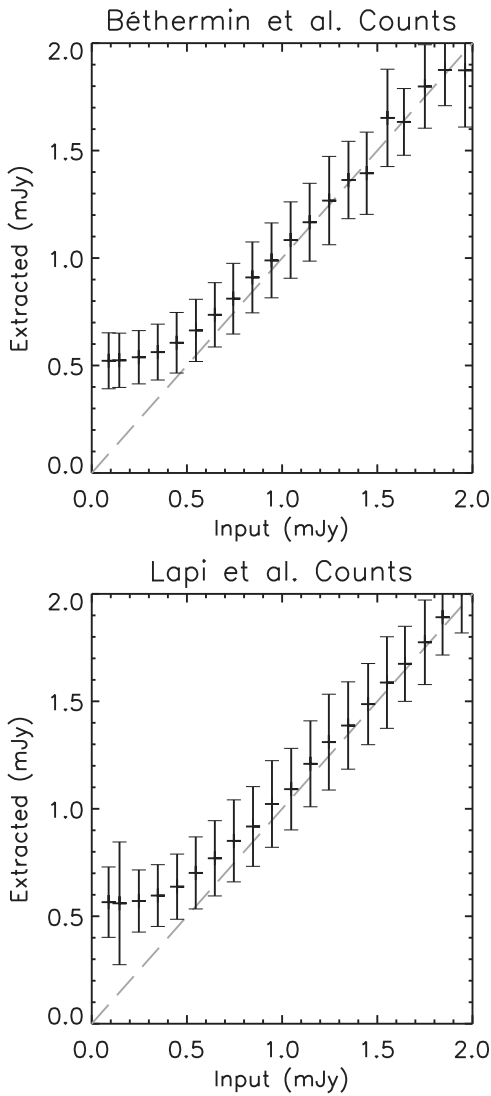 Béthermin et al. Counts
2.0
1.5
1.0
0.5
0.0
Extracted (mJy)
0.0 0.5 1.0 1.5 2.0
Input (mJy)
Lapi et al. Counts
2.0
1.5
1.0
0.5
0.0
Extracted (mJy)
0.0 0.5 1.0 1.5 2.0
Input (mJy)